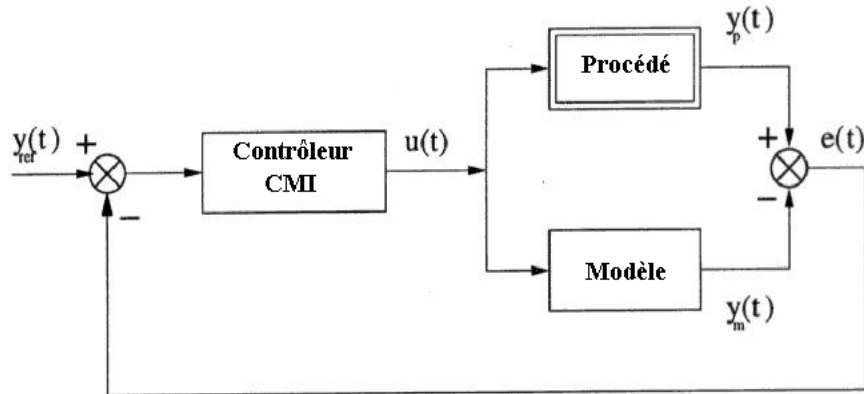 y_p(t)
Procédé
y_ref(t)
+
Contrôleur
CMI
u(t)
+
e(t)
−
−
Modèle
y_m(t)